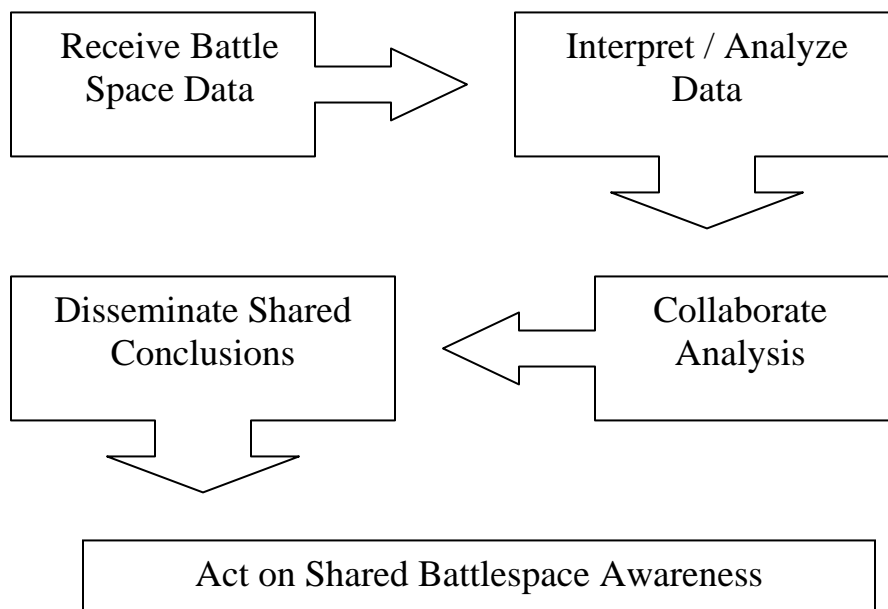 Receive Battle
Space Data
Interpret / Analyze
Data
Collaborate
Analysis
Disseminate Shared
Conclusions
Act on Shared Battlespace Awareness